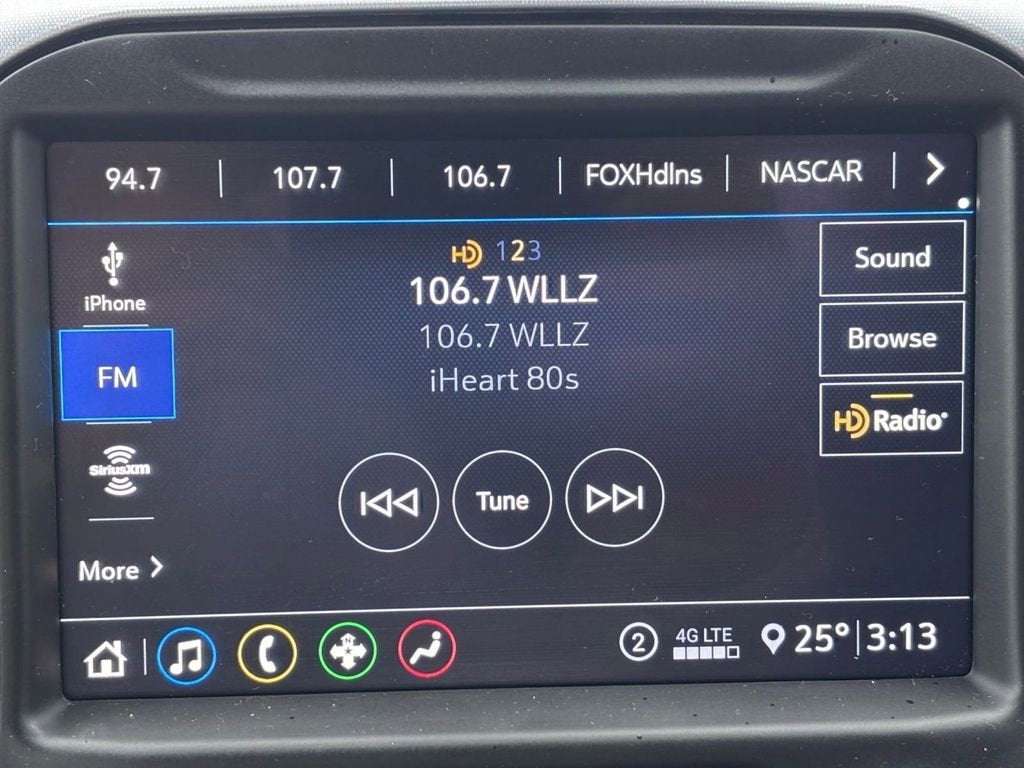 94.7 107.7 106.7 FOXHdlns NASCAR
iPhone
FM
SiriusXM
More
HD 123
106.7 WLLZ
106.7 WLLZ
iHeart 80s
Tune
Sound
Browse
HD Radio
N
2 4G LTE 25° 3:13